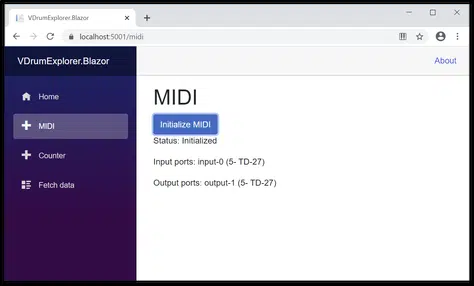 VDrumExplorer.Blazor
localhost:5001/midi
VDrumExplorer.Blazor
About
Home
MIDI
Counter
Fetch data
MIDI
Initialize MIDI
Status: Initialized
Input ports: input-0 (5- TD-27)
Output ports: output-1 (5- TD-27)